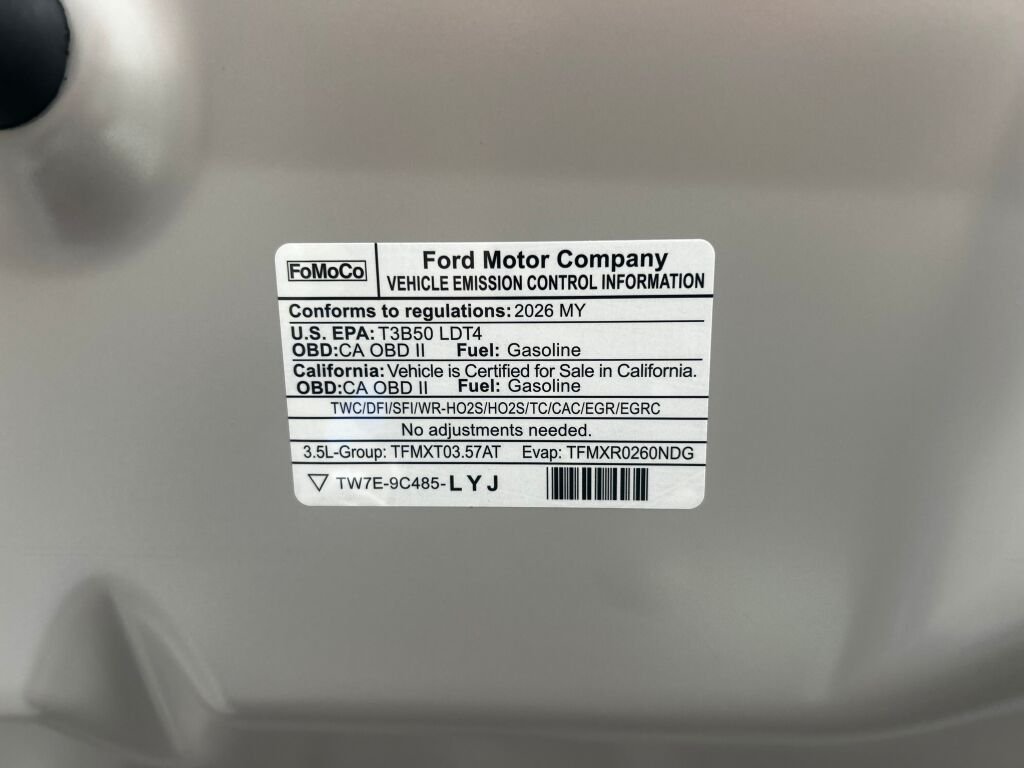 FoMoCo
Ford Motor Company
VEHICLE EMISSION CONTROL INFORMATION
Conforms to regulations: 2026 MY
U.S. EPA: T3B50 LDT4
OBD:CA OBD II Fuel: Gasoline
California: Vehicle is Certified for Sale in California.
OBD:CA OBD II Fuel: Gasoline
TWC/DFI/SFI/WR-HO2S/HO2S/TC/CAC/EGR/EGRC
No adjustments needed.
3.5L-Group: TFMXT03.57AT Evap: TFMXR0260NDG
TW7E-9C485-LYJ